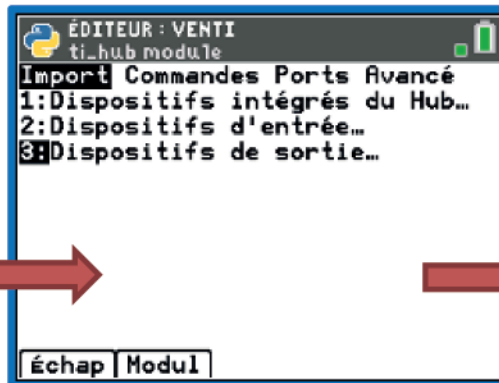 ÉDITEUR : VENTI
ti_hub module
Import Commandes Ports Avancé
1:Dispositifs intégrés du Hub…
2:Dispositifs d'entrée…
3:Dispositifs de sortie…
Échap Modul